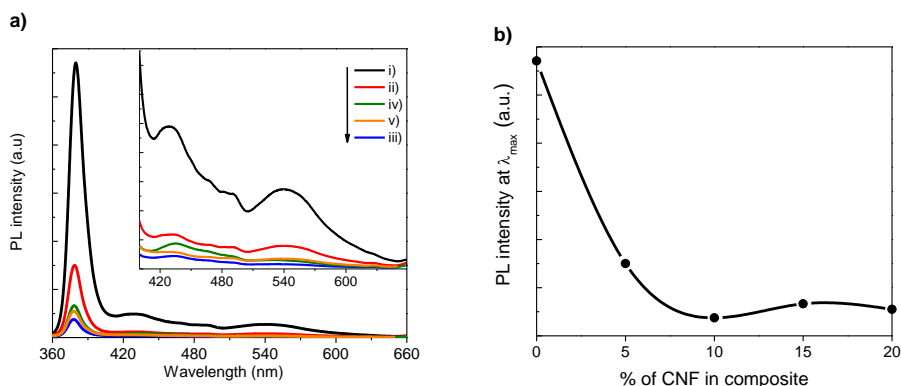 a)
PL intensity (a.u)
i)
ii)
iv)
v)
iii)
420 480 540 600
360 420 480 540 600 660
Wavelength (nm)
b)
PL intensity at λmax (a.u.)
0 5 10 15 20
% of CNF in composite